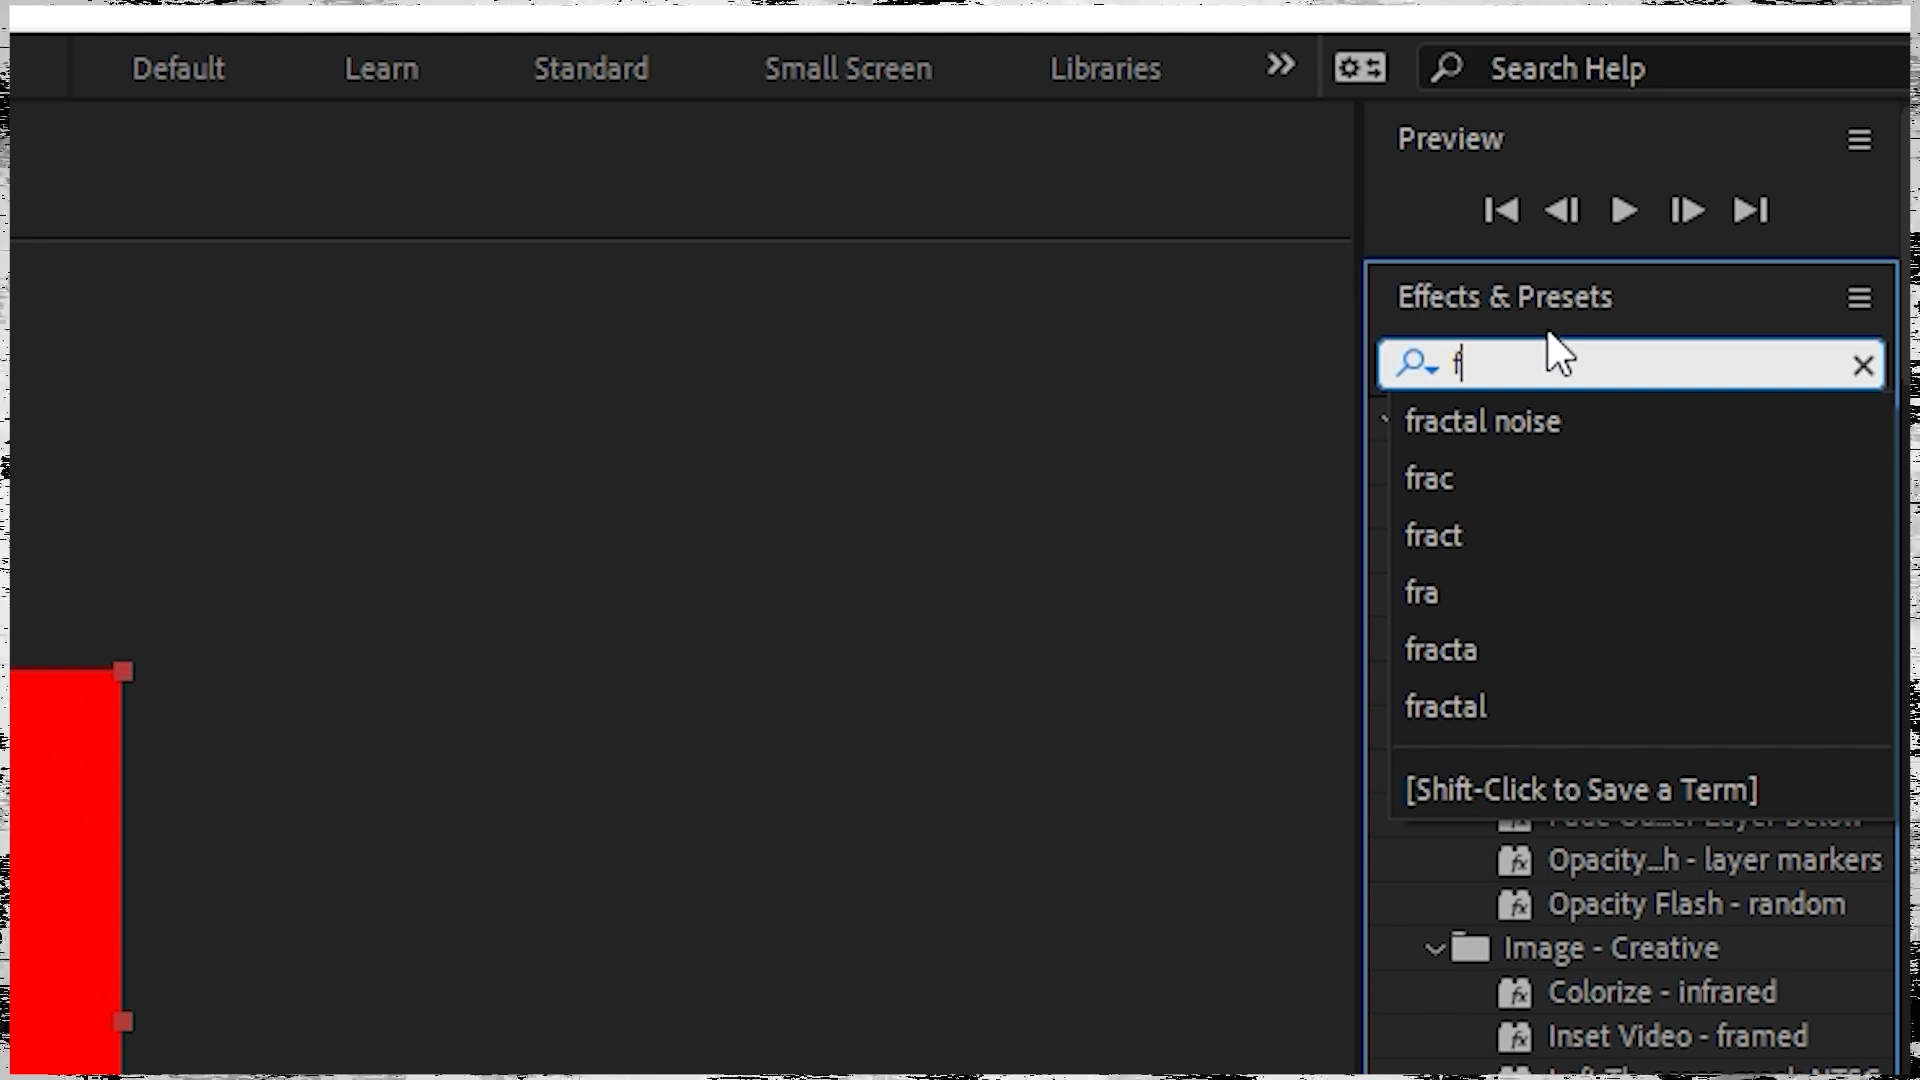 Default Learn Standard Small Screen Libraries Search Help
Preview
Effects & Presets
f
fractal noise
frac
fract
fra
fracta
fractal
[Shift-Click to Save a Term]
Opacity...h - layer markers
Opacity Flash - random
Image - Creative
Colorize - infrared
Inset Video - framed